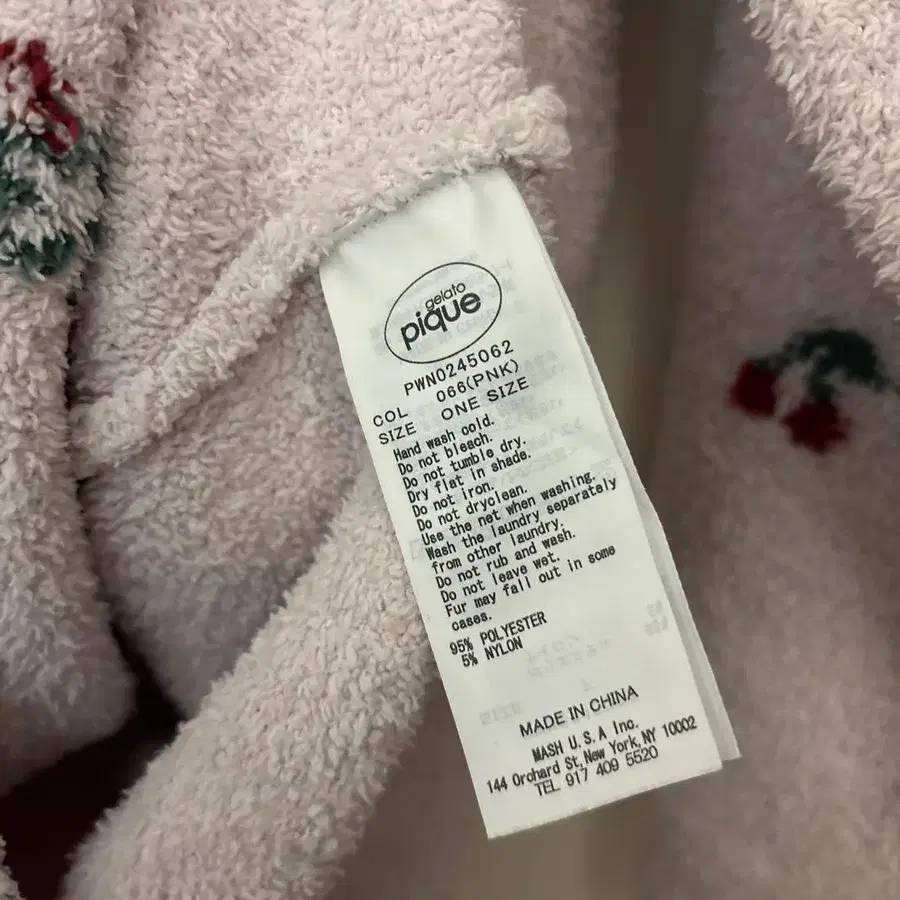 gelato
pique
PWNO245062
COL 066(PNK)
SIZE ONE SIZE
Hand wash cold.
Do not bleach.
Do not tumble dry.
Dry flat in shade.
Do not iron.
Do not dryclean.
Use the net when washing.
Wash the laundry separately
from other laundry.
Do not rub and wash.
Do not leave wet.
Fur may fall out in some
cases.
95% POLYESTER
5% NYLON
MADE IN CHINA
MASH U.S.A Inc.
144 Orchard St,New York,NY 10002
TEL 917 409 5520